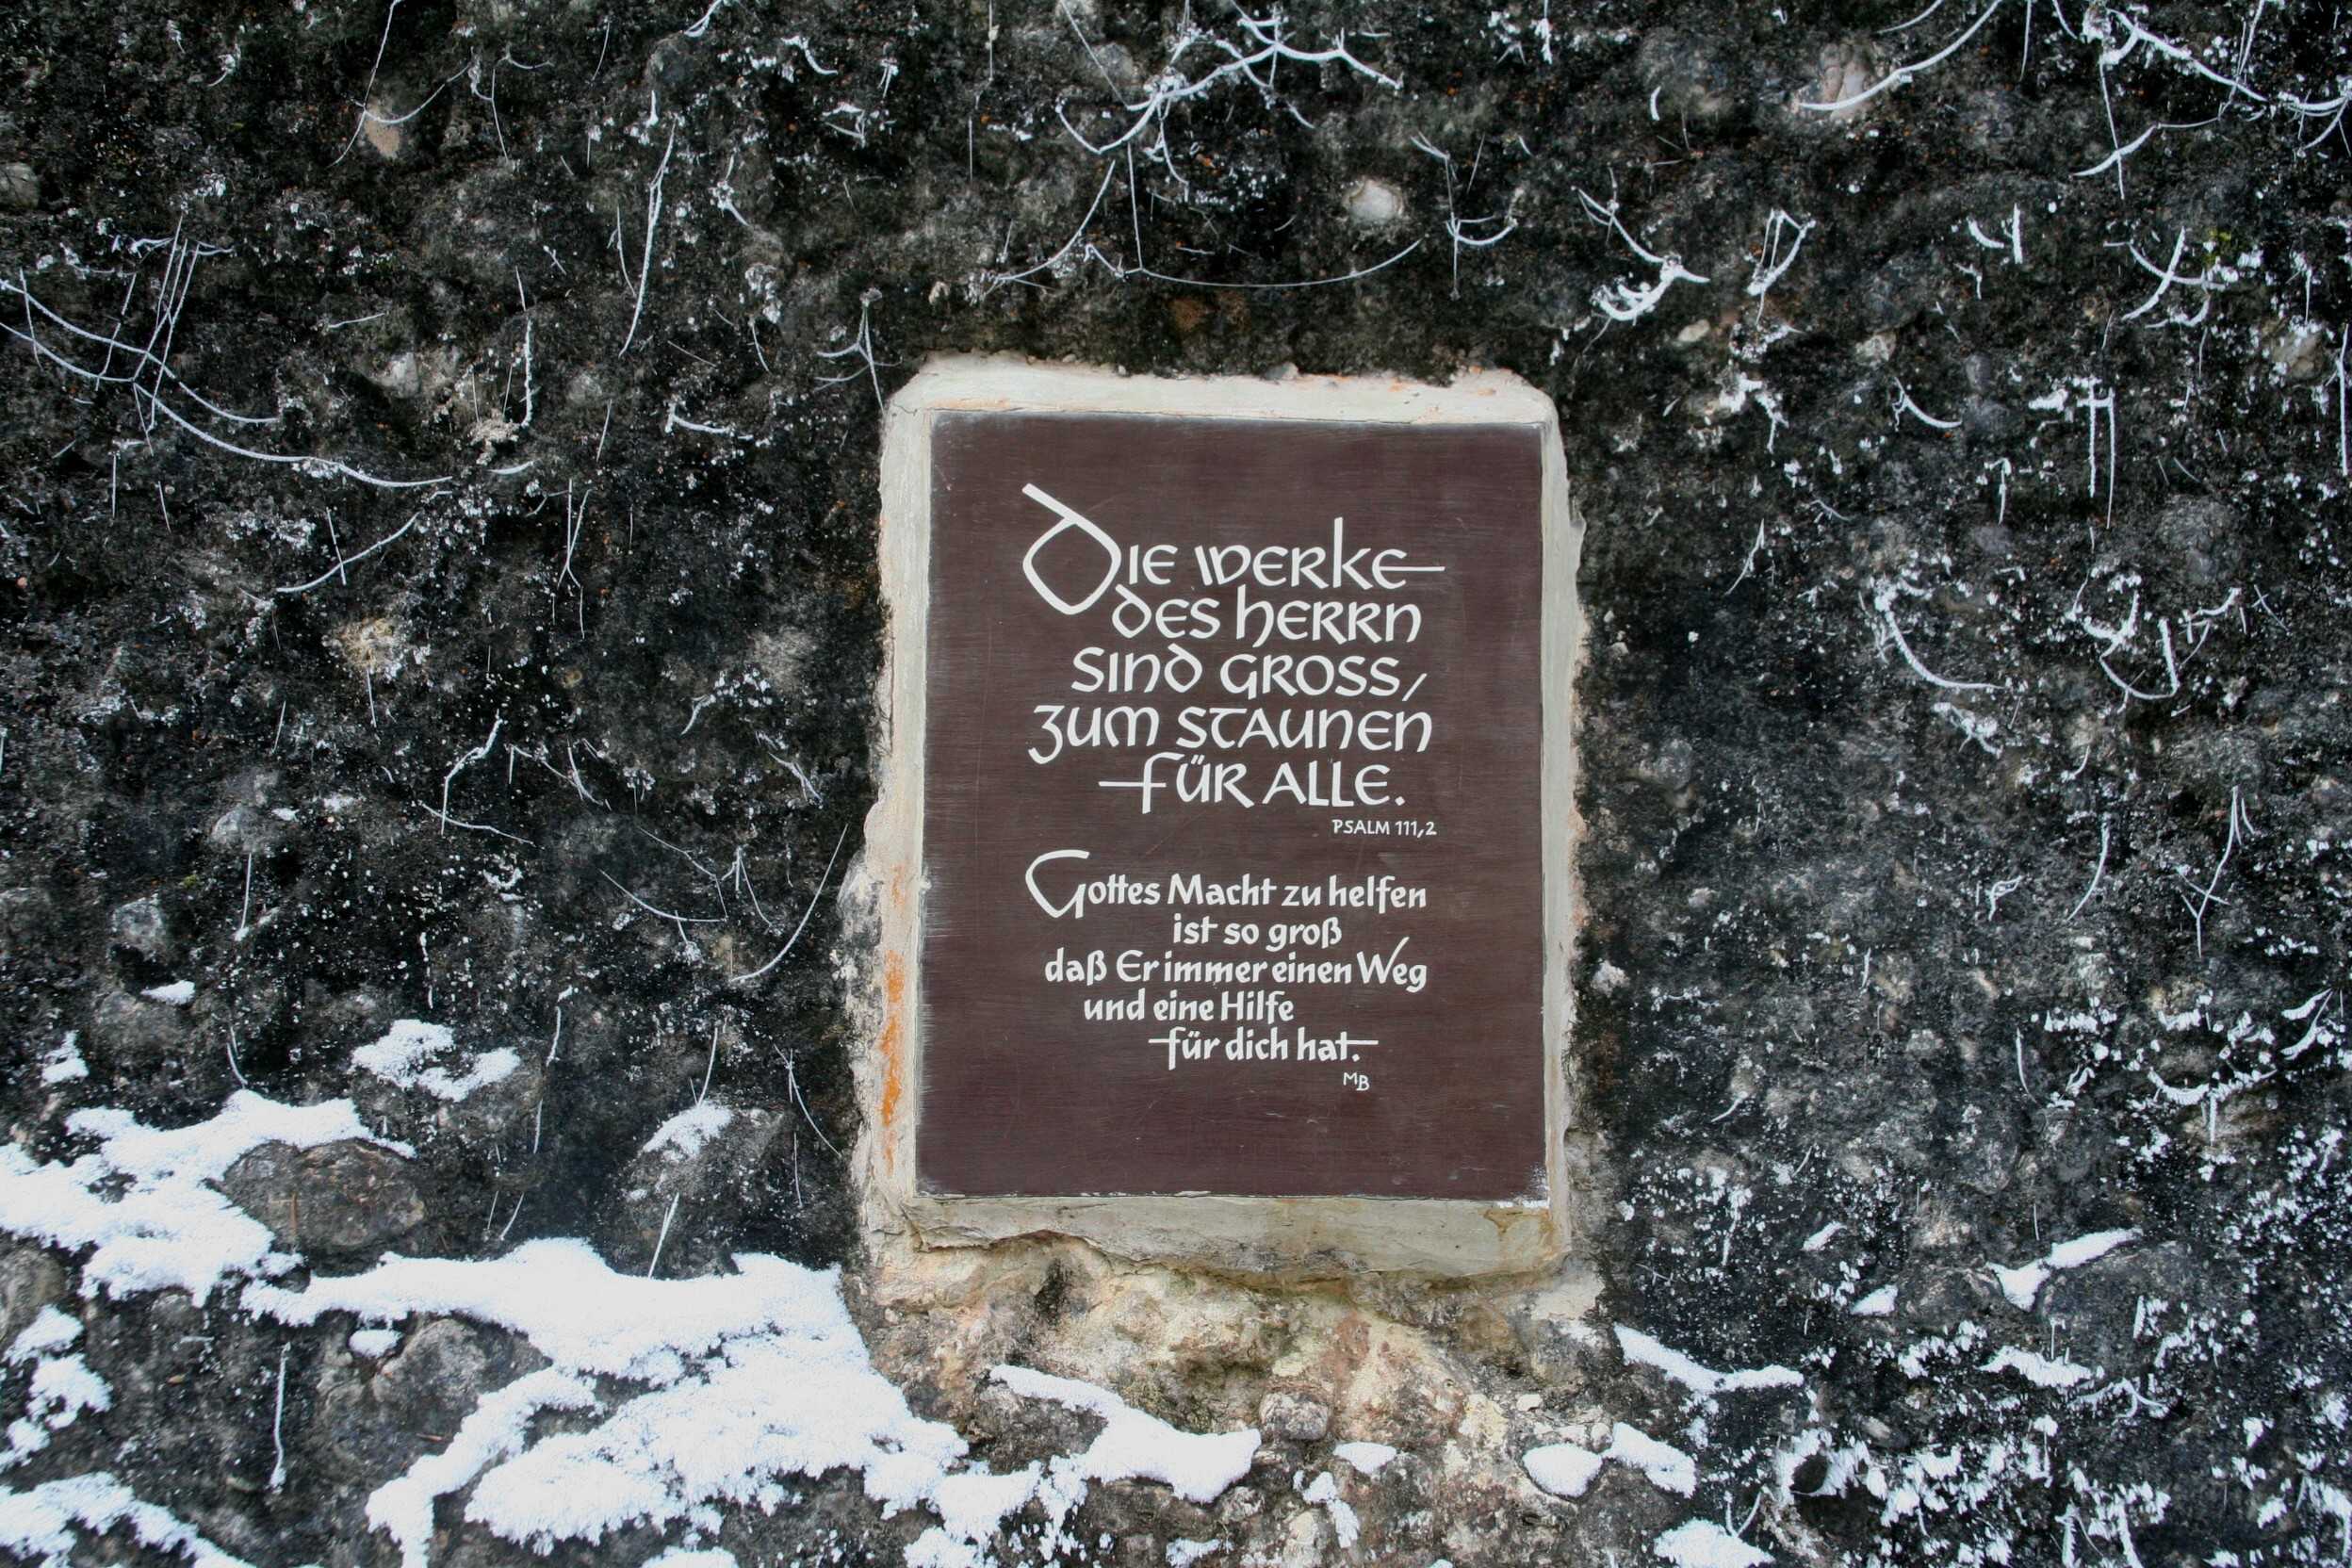 DIE WERKE
DES HERRN
SIND GROSS/
ZUM STAUNEN
FÜR ALLE.
PSALM 111,2
Gottes Macht zu helfen
ist so groß
daß Er immer einen Weg
und eine Hilfe
für dich hat.
MB